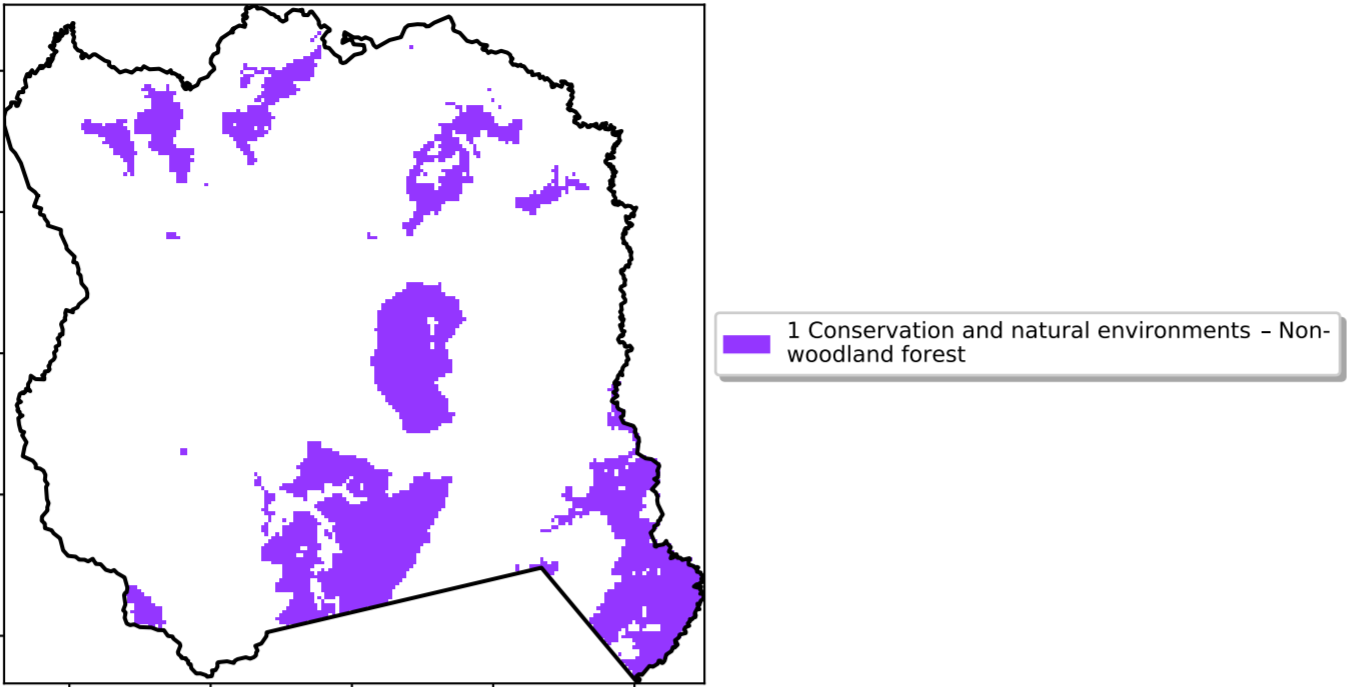 1 Conservation and natural environments – Non-
woodland forest